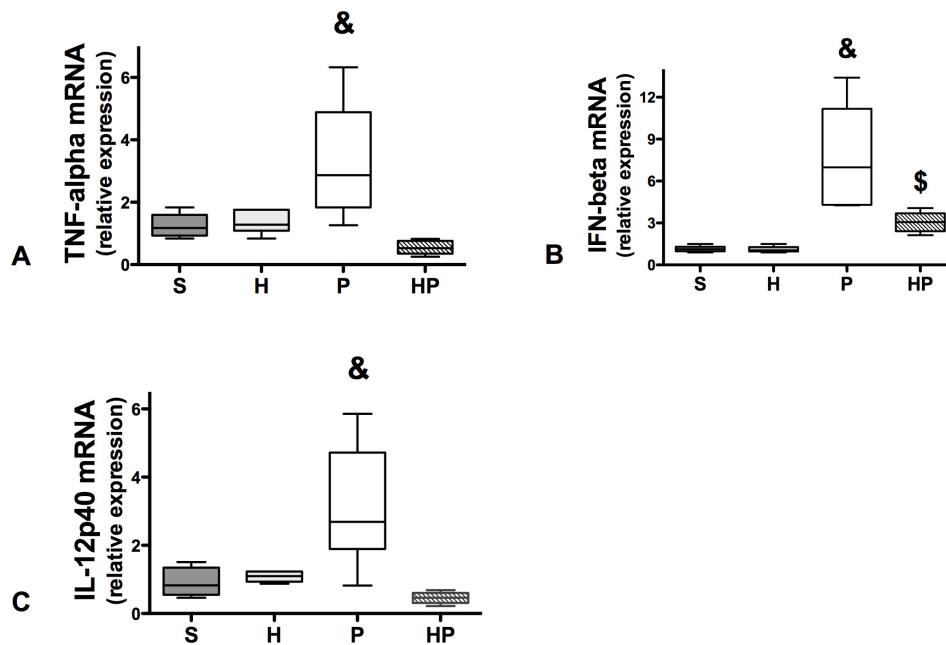 &
TNF-alpha mRNA
(relative expression)
6
4
2
0
A
S H P HP
&
$
IFN-beta mRNA
(relative expression)
12
9
6
3
0
B
S H P HP
&
IL-12p40 mRNA
(relative expression)
6
4
2
0
C
S H P HP